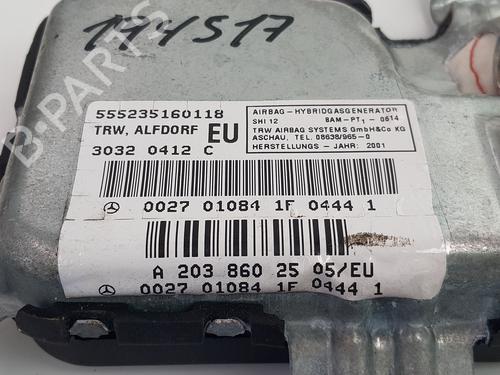 174517
B-PARTS
555235160118
TRW, ALFDORF EU
3032 0412 C
AIRBAG - HYBRIDGASGENERATOR
SHI 12 BAM-PT1 - 0614
TRW AIRBAG SYSTEMS GmbH&Co KG
ASCHAU, TEL. 08638/965-0
HERSTELLUNGS - JAHR: 2001
0027 01084 1F 0444 1
A 203 860 25 05/EU
0027 01084 1F 0444 1